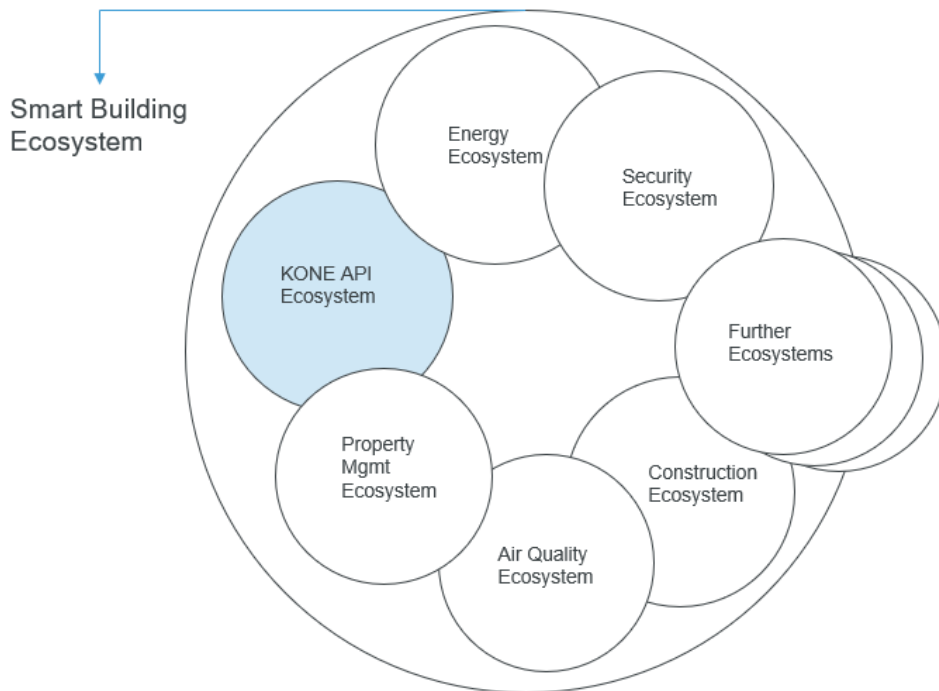 Smart Building
Ecosystem
Energy
Ecosystem
Security
Ecosystem
KONE API
Ecosystem
Further
Ecosystems
Property
Mgmt
Ecosystem
Construction
Ecosystem
Air Quality
Ecosystem